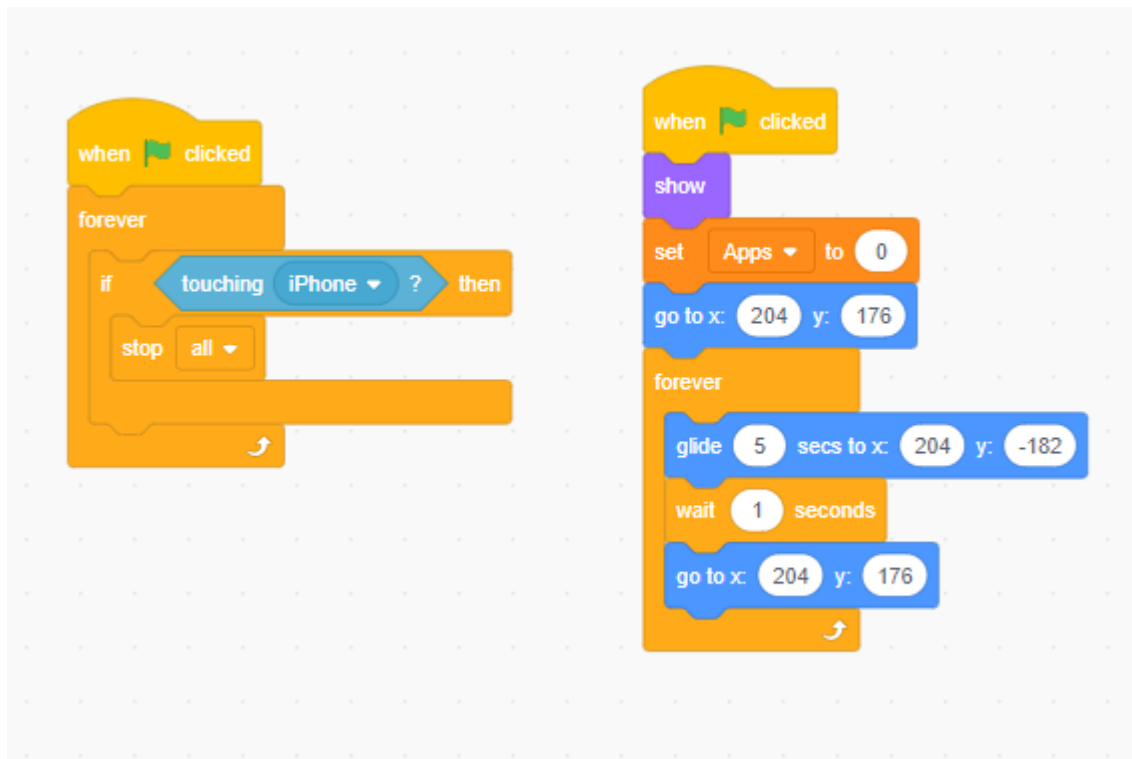 when clicked
forever
if touching iPhone ? then
stop all
when clicked
show
set Apps to 0
go to x: 204 y: 176
forever
glide 5 secs to x: 204 y: -182
wait 1 seconds
go to x: 204 y: 176